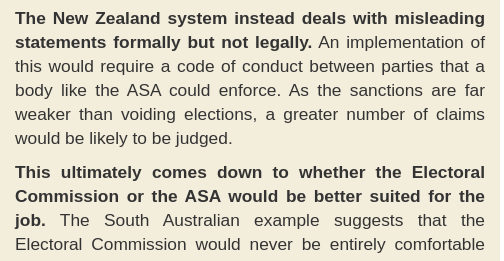 The New Zealand system instead deals with misleading
statements formally but not legally. An implementation of
this would require a code of conduct between parties that a
body like the ASA could enforce. As the sanctions are far
weaker than voiding elections, a greater number of claims
would be likely to be judged.
This ultimately comes down to whether the Electoral
Commission or the ASA would be better suited for the
job. The South Australian example suggests that the
Electoral Commission would never be entirely comfortable